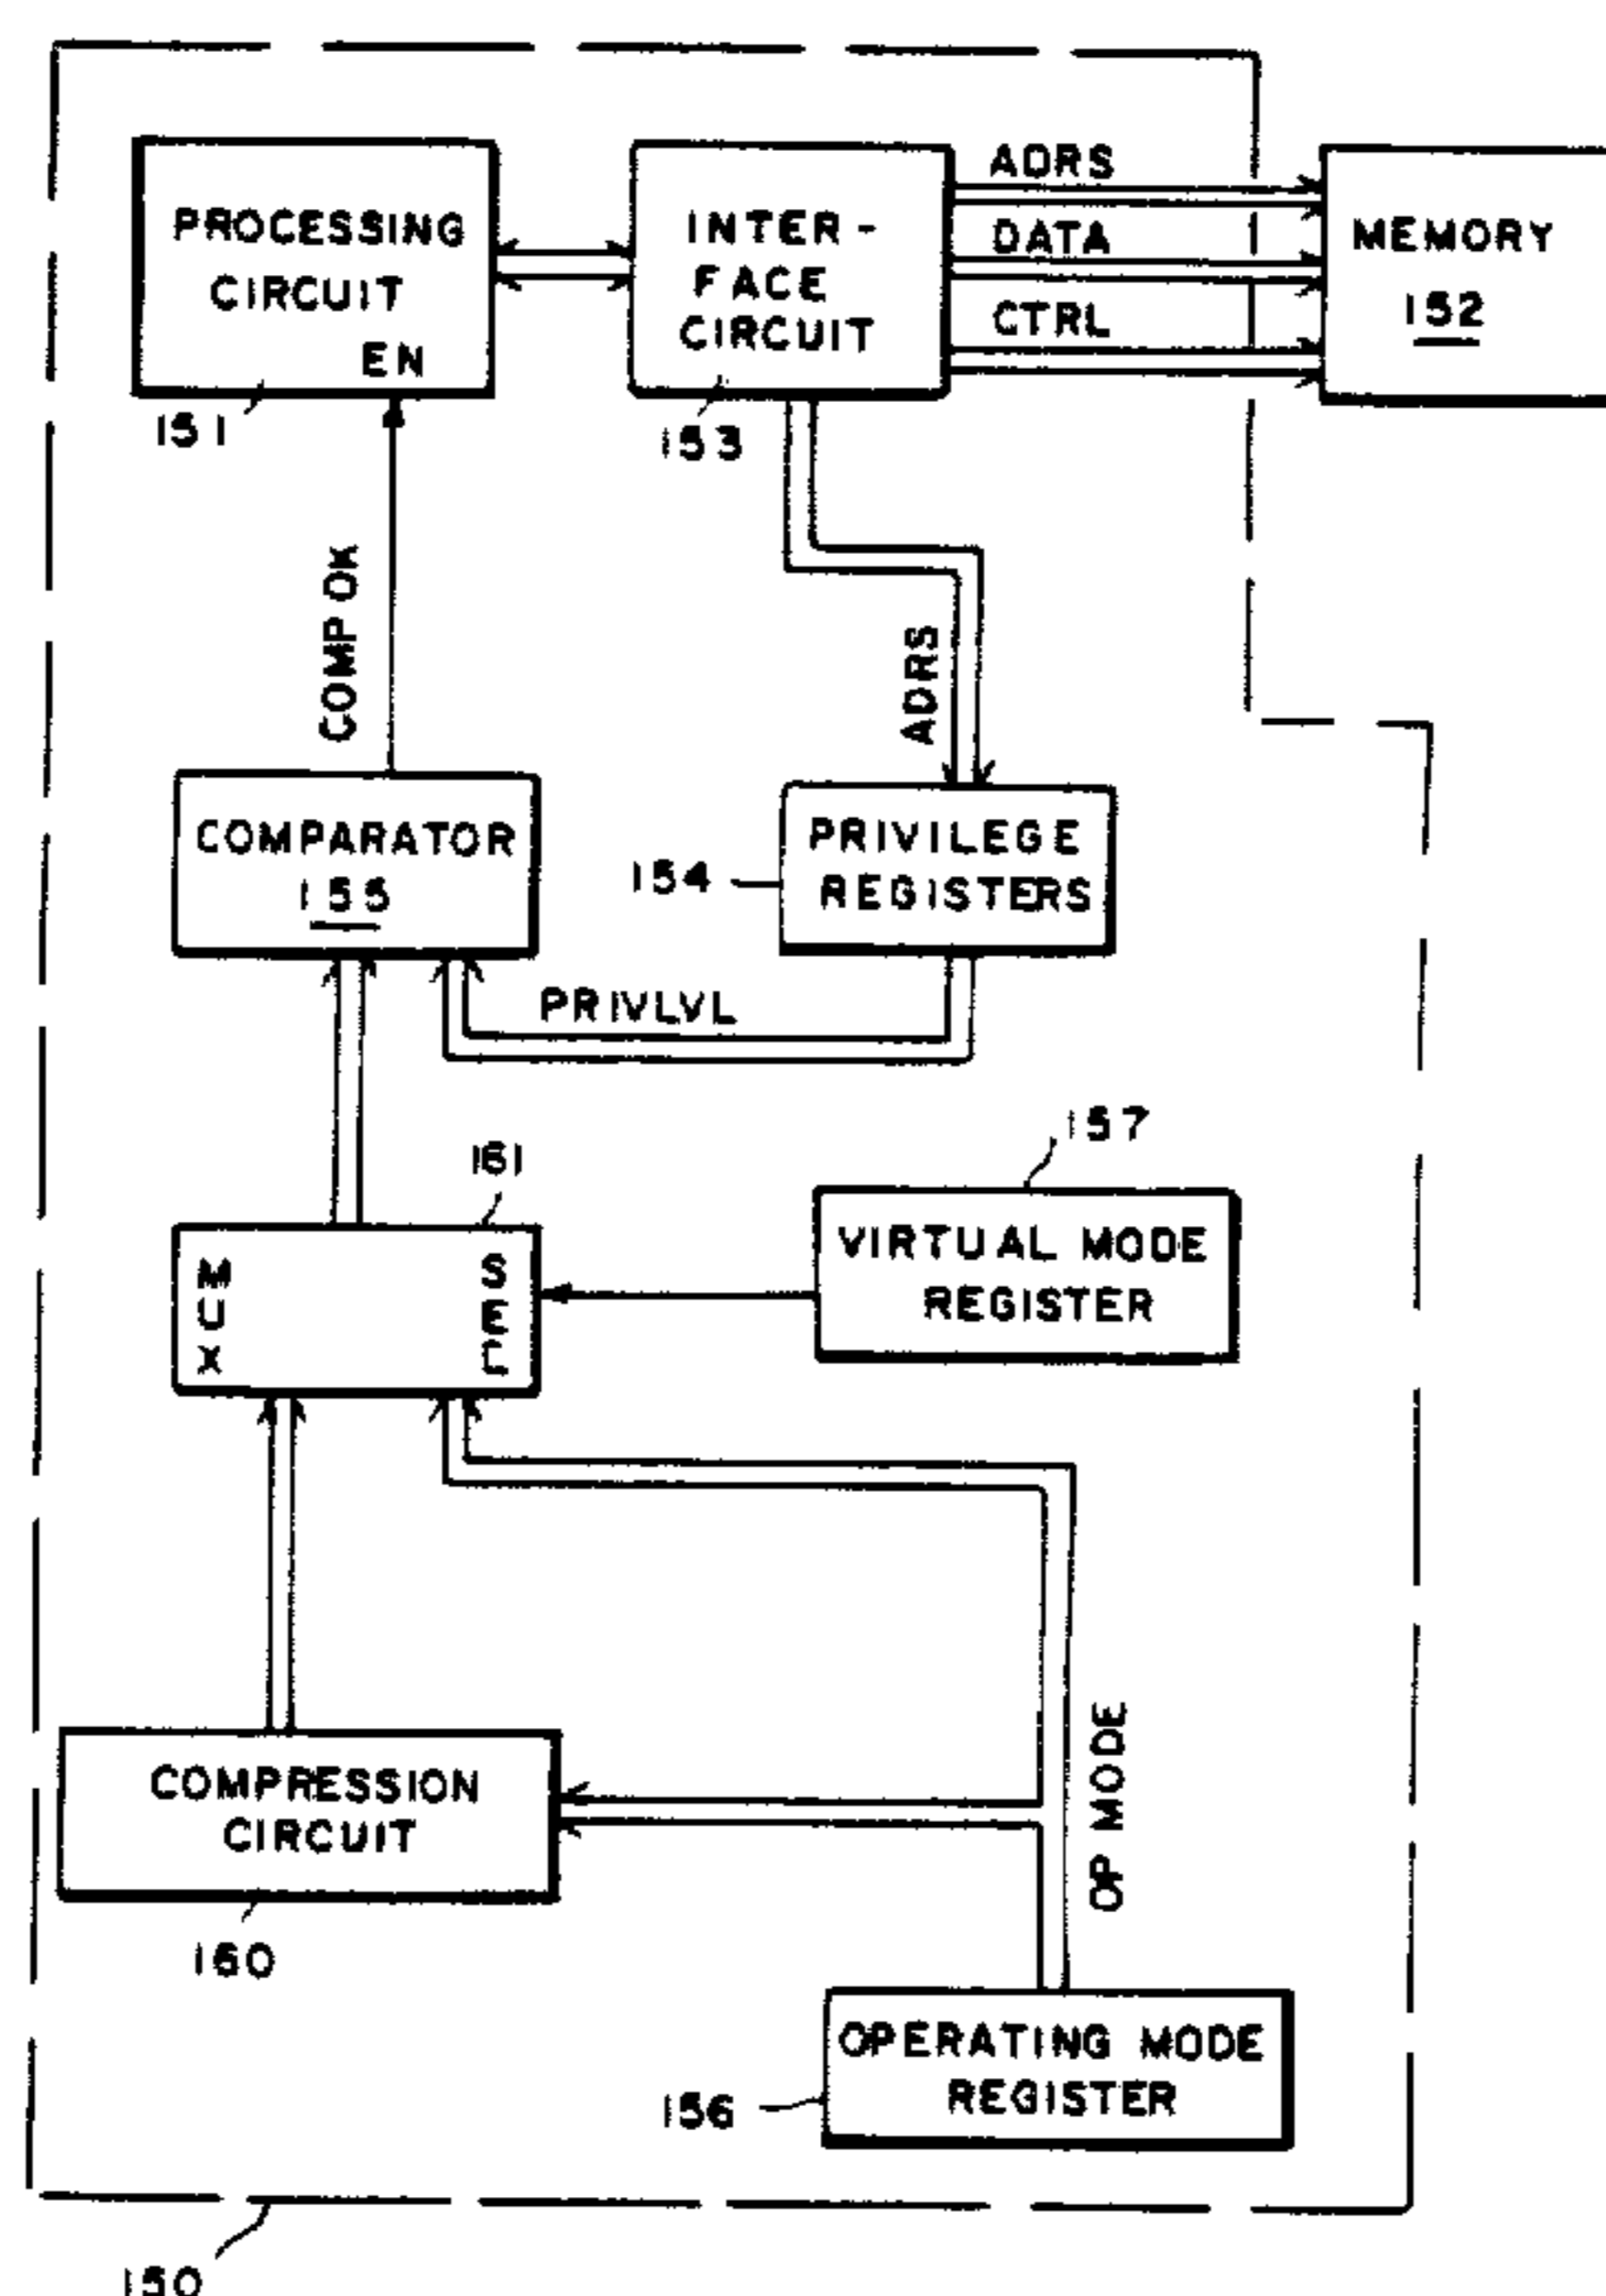 PROCESSING
CIRCUIT
EN
151
INTER-
FACE
CIRCUIT
153
ADRS
DATA
CTRL
MEMORY
152
COMP OK
ADRS
COMPARATOR
155
154
PRIVILEGE
REGISTERS
PRIVLVL
161
157
MUX
SEL
VIRTUAL MODE
REGISTER
COMPRESSION
CIRCUIT
160
OP MODE
OPERATING MODE
REGISTER
156
150